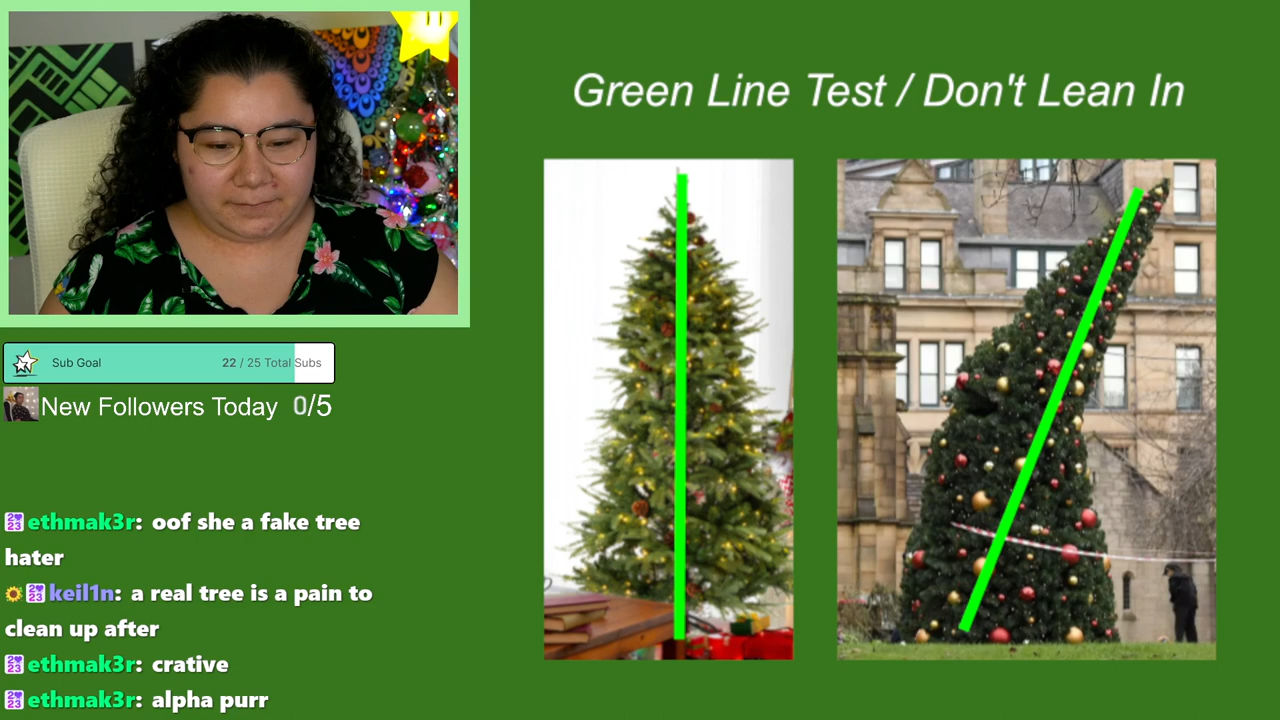 Green Line Test / Don't Lean In
Sub Goal
22 / 25 Total Subs
New Followers Today 0/5
ethmak3r: oof she a fake tree
hater
keil1n: a real tree is a pain to
clean up after
ethmak3r: crative
ethmak3r: alpha purr